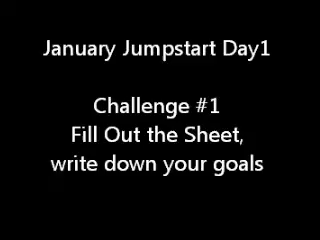 January Jumpstart Day1
Challenge #1
Fill Out the Sheet,
write down your goals